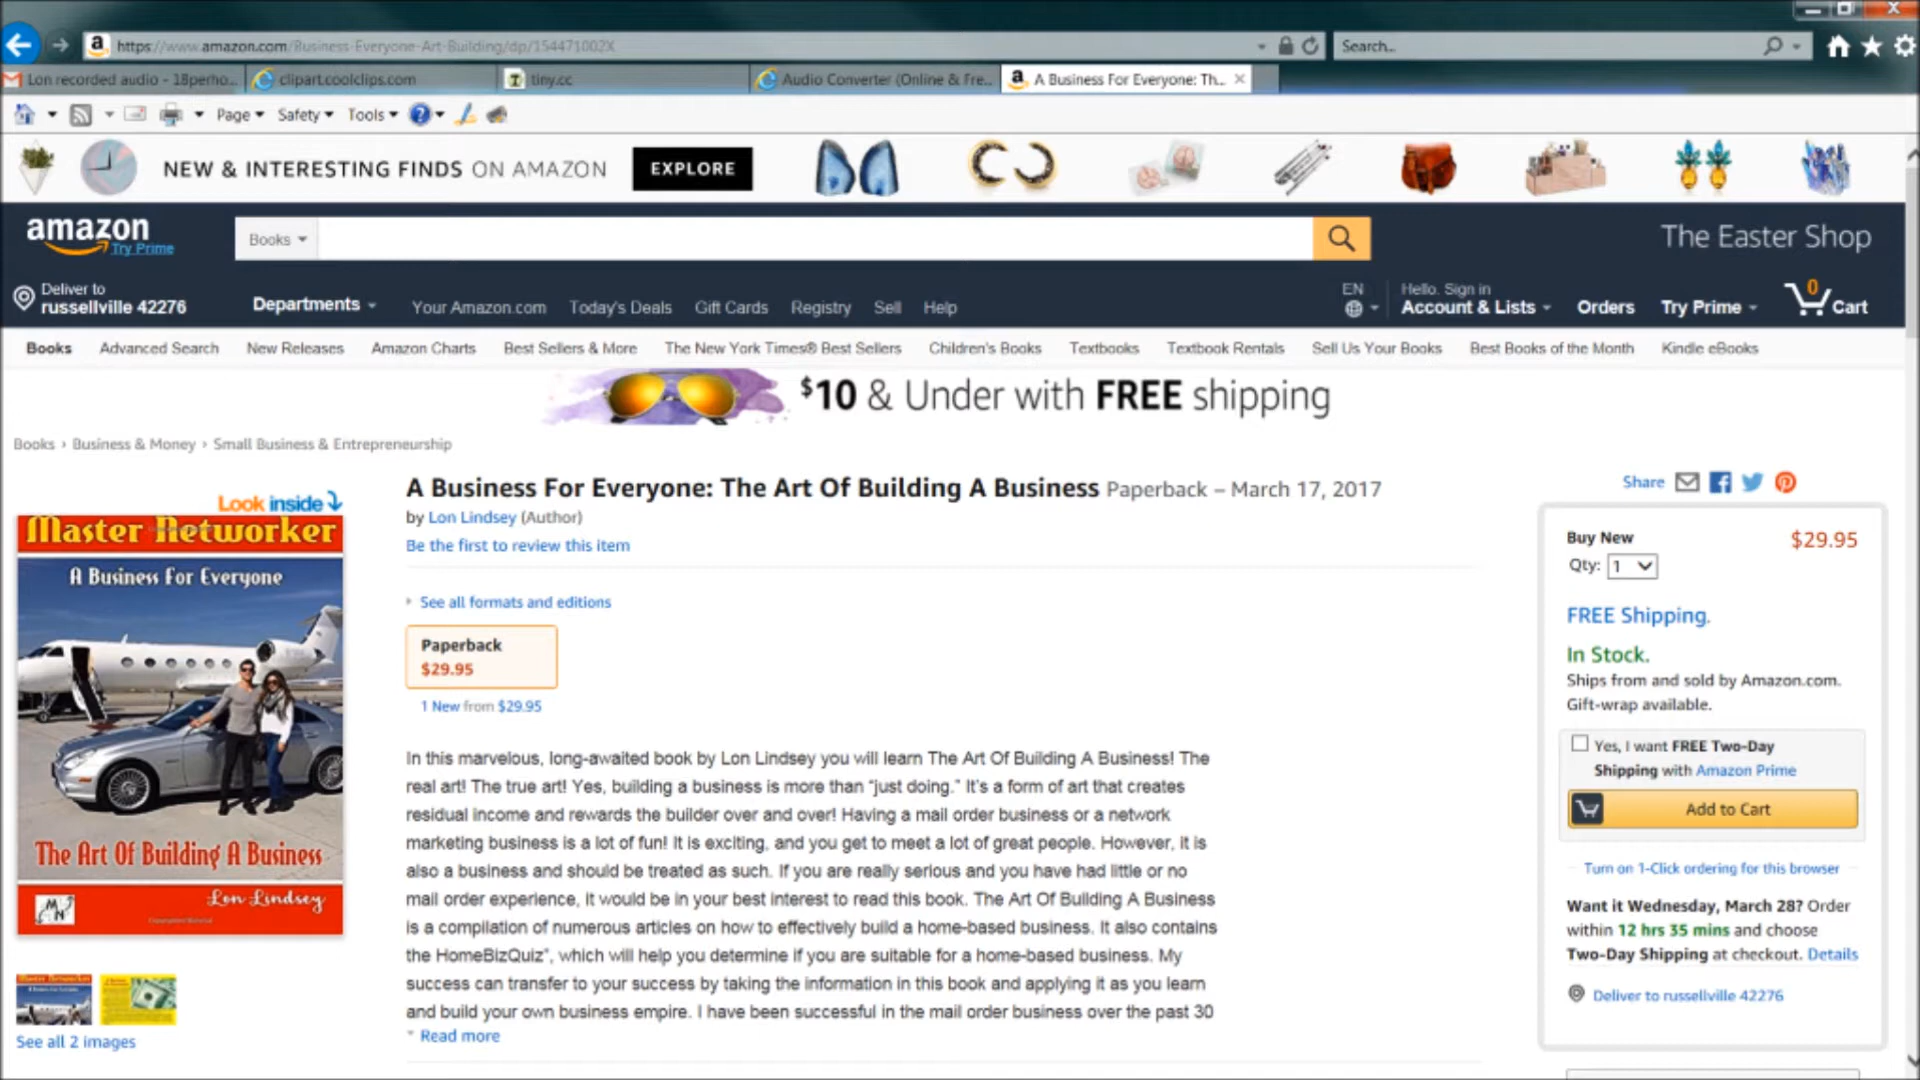 https://www.amazon.com/Business-Everyone-Art-Building/dp/154471002X
Search...
Lon recorded audio - 18perho...
clipart.coolclips.com
tiny.cc
Audio Converter (Online & Fre...
A Business For Everyone: Th...
Page
Safety
Tools
NEW & INTERESTING FINDS ON AMAZON
EXPLORE
amazon
Try Prime
Books
The Easter Shop
Deliver to
russellville 42276
Departments
Your Amazon.com
Today's Deals
Gift Cards
Registry
Sell
Help
EN
Hello. Sign in
Account & Lists
Orders
Try Prime
0
Cart
Books
Advanced Search
New Releases
Amazon Charts
Best Sellers & More
The New York Times® Best Sellers
Children's Books
Textbooks
Textbook Rentals
Sell Us Your Books
Best Books of the Month
Kindle eBooks
$10 & Under with FREE shipping
Books › Business & Money › Small Business & Entrepreneurship
Look inside
Master Networker
A Business For Everyone
The Art Of Building A Business
MN
Lon Lindsey
See all 2 images
A Business For Everyone: The Art Of Building A Business Paperback – March 17, 2017
by Lon Lindsey (Author)
Be the first to review this item
See all formats and editions
Paperback
$29.95
1 New from $29.95
In this marvelous, long-awaited book by Lon Lindsey you will learn The Art Of Building A Business! The
real art! The true art! Yes, building a business is more than “just doing.” It’s a form of art that creates
residual income and rewards the builder over and over! Having a mail order business or a network
marketing business is a lot of fun! It is exciting, and you get to meet a lot of great people. However, it is
also a business and should be treated as such. If you are really serious and you have had little or no
mail order experience, it would be in your best interest to read this book. The Art Of Building A Business
is a compilation of numerous articles on how to effectively build a home-based business. It also contains
the HomeBizQuiz”, which will help you determine if you are suitable for a home-based business. My
success can transfer to your success by taking the information in this book and applying it as you learn
and build your own business empire. I have been successful in the mail order business over the past 30
Read more
Share
Buy New
$29.95
Qty: 1
FREE Shipping.
In Stock.
Ships from and sold by Amazon.com.
Gift-wrap available.
Yes, I want FREE Two-Day
Shipping with Amazon Prime
Add to Cart
Turn on 1-Click ordering for this browser
Want it Wednesday, March 28? Order
within 12 hrs 35 mins and choose
Two-Day Shipping at checkout. Details
Deliver to russellville 42276